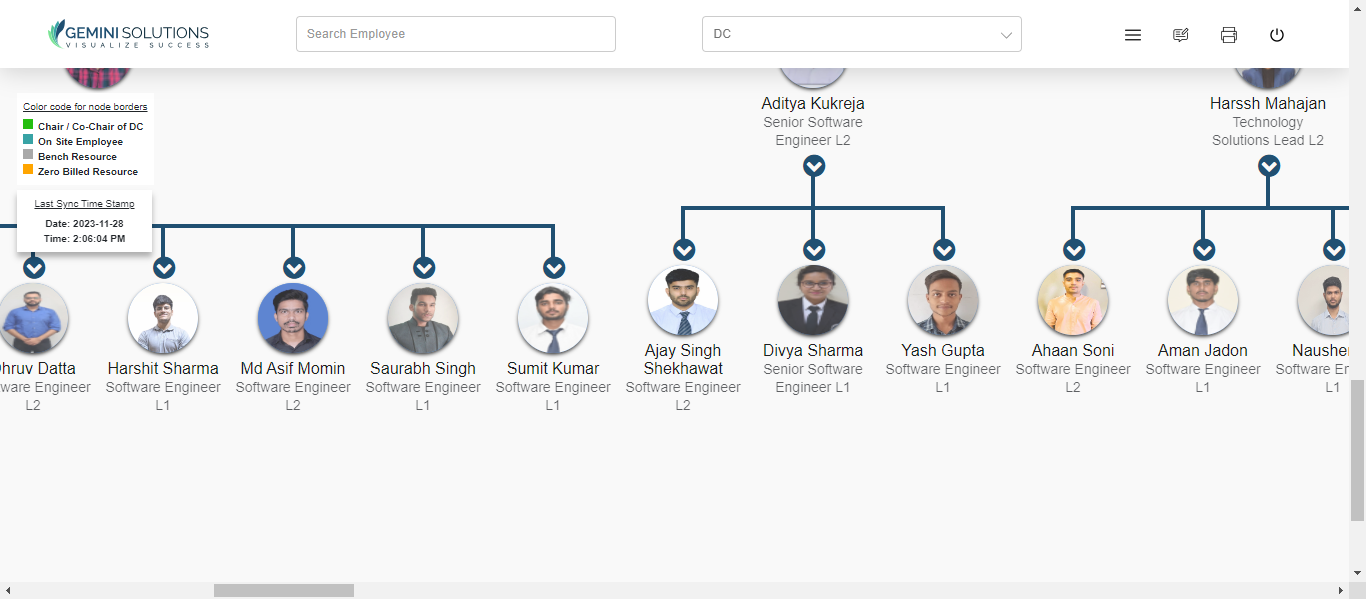 GEMINI SOLUTIONS
VISUALIZE SUCCESS
Search Employee
DC
Color code for node borders
Chair / Co-Chair of DC
On Site Employee
Bench Resource
Zero Billed Resource
Last Sync Time Stamp
Date: 2023-11-28
Time: 2:06:04 PM
Aditya Kukreja
Senior Software
Engineer L2
Harssh Mahajan
Technology
Solutions Lead L2
Datta
Engineer
L2
Harshit Sharma
Software Engineer
L1
Md Asif Momin
Software Engineer
L2
Saurabh Singh
Software Engineer
L1
Sumit Kumar
Software Engineer
L1
Ajay Singh
Shekhawat
Software Engineer
L2
Divya Sharma
Senior Software
Engineer L1
Yash Gupta
Software Engineer
L1
Ahaan Soni
Software Engineer
L2
Aman Jadon
Software Engineer
L1
Software
L1